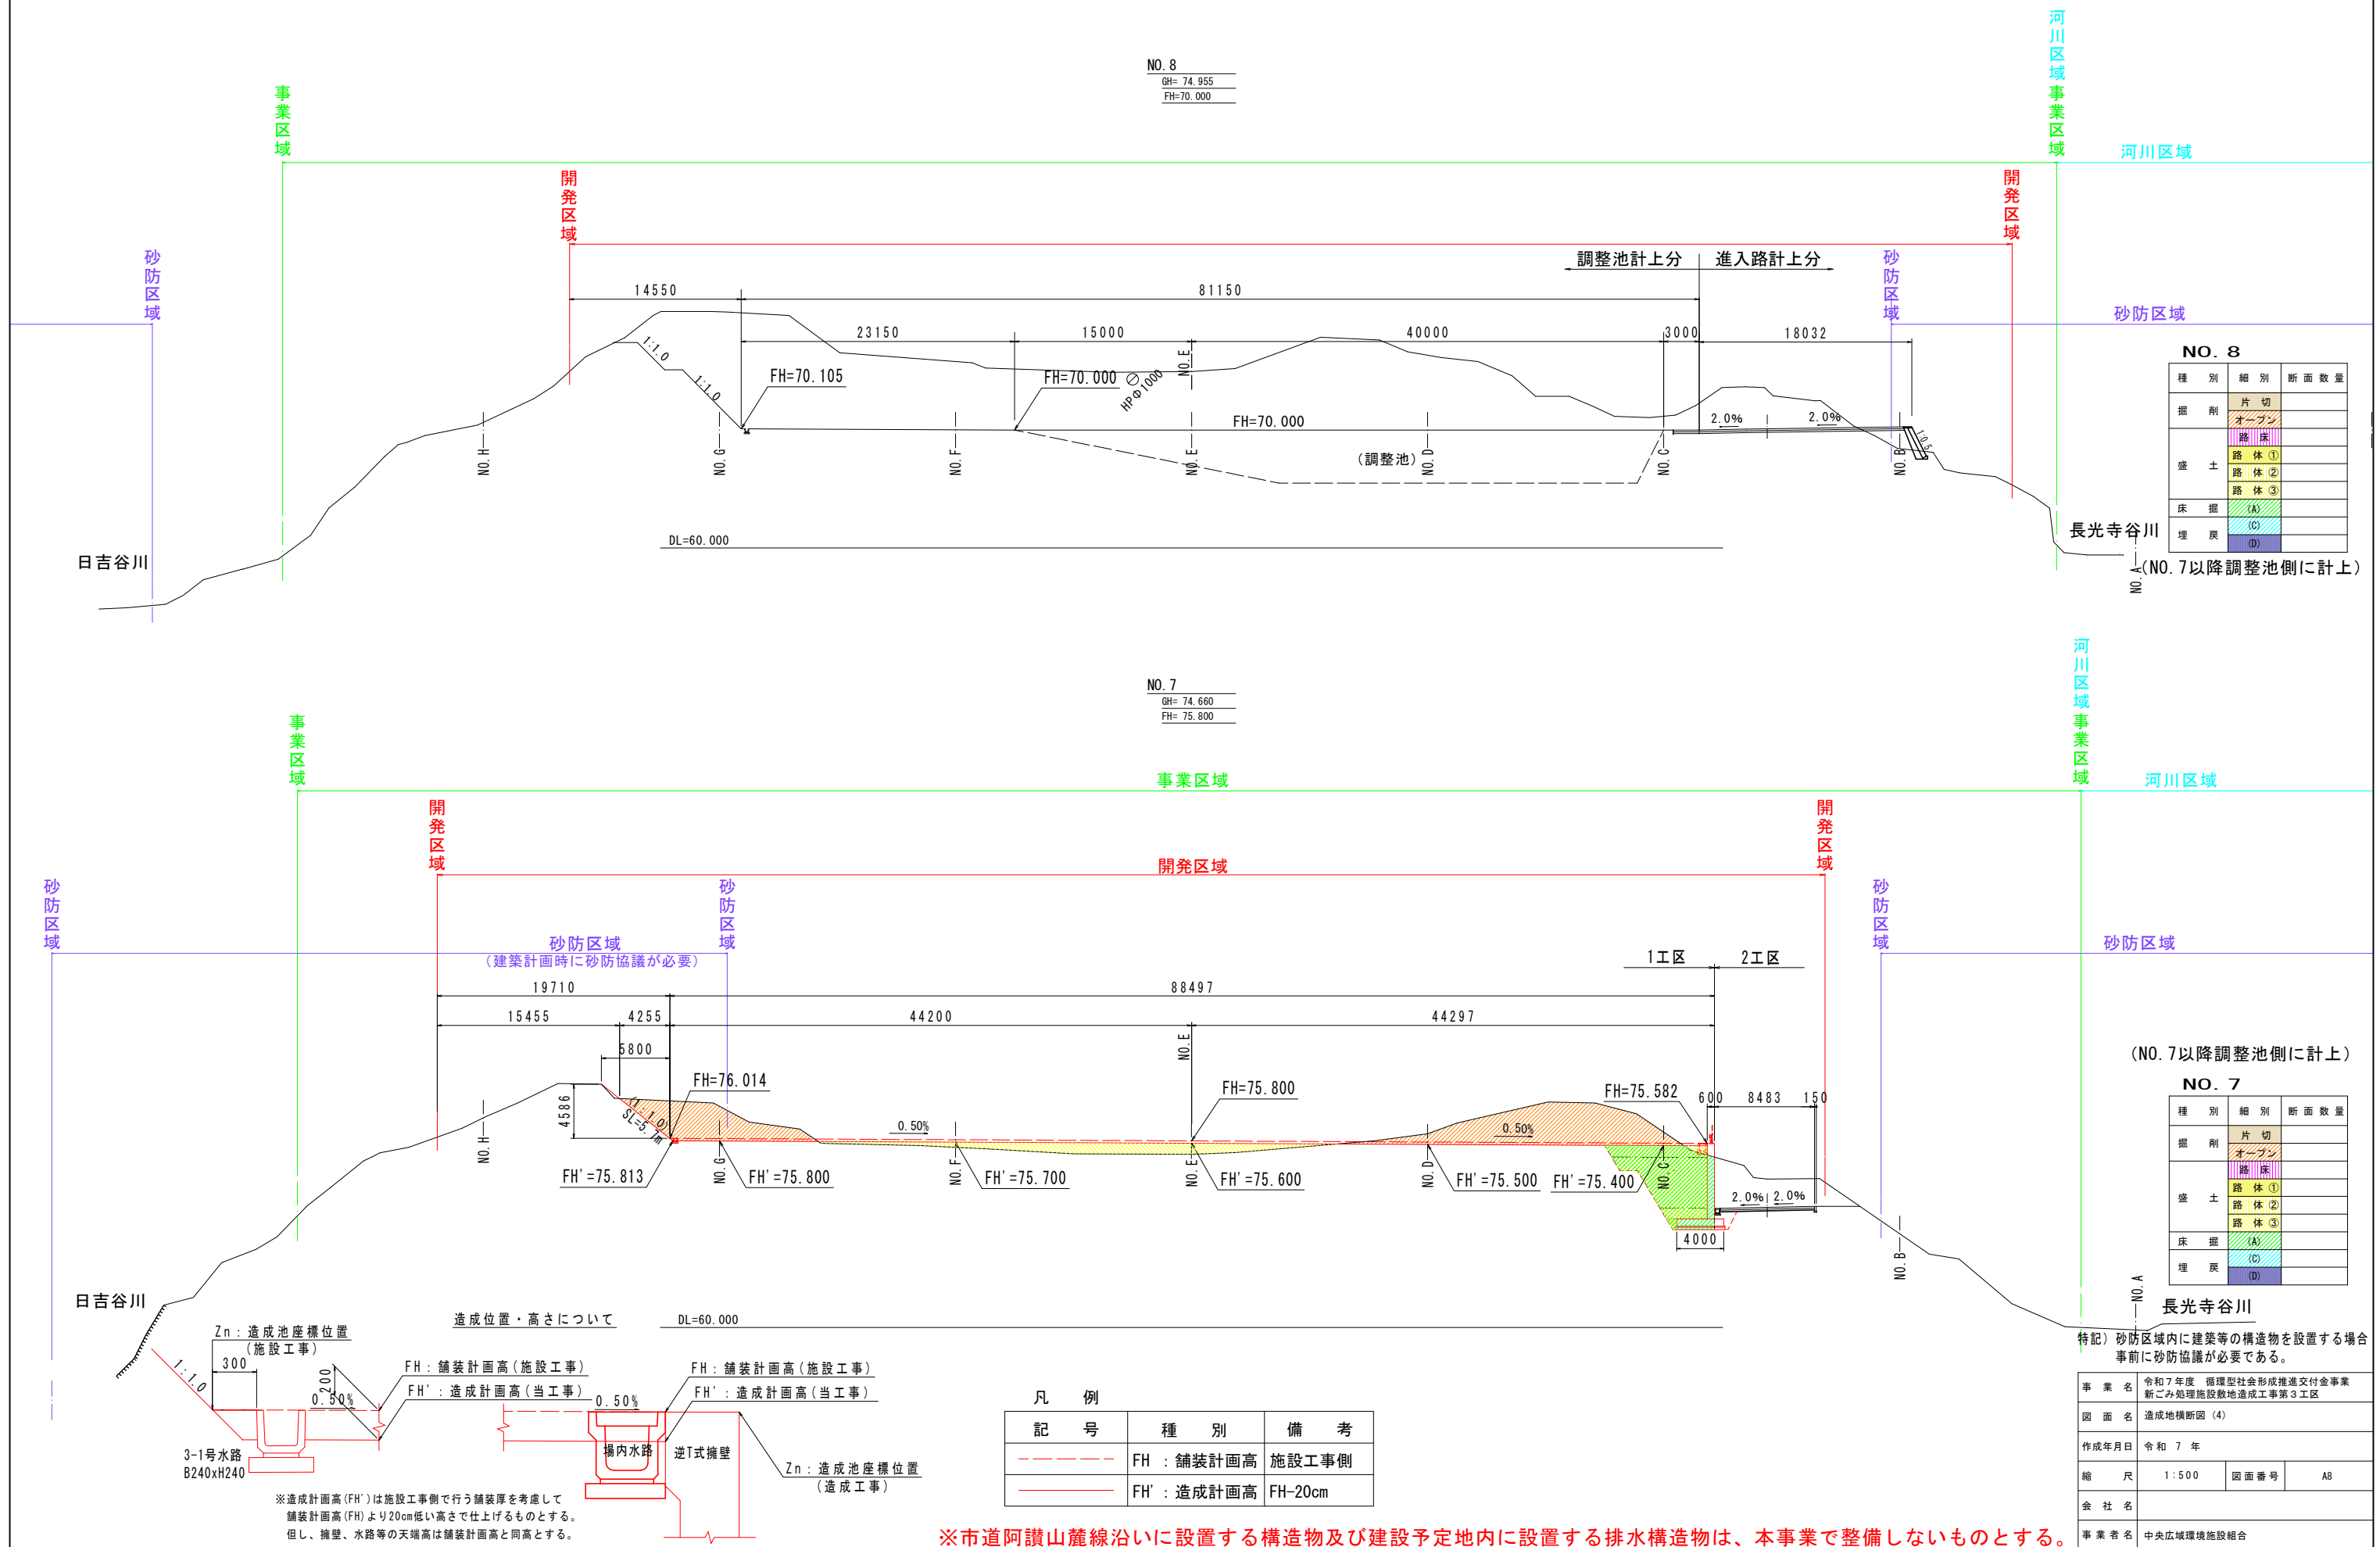 NO. 8
GH= 74.955
FH=70.000
事業区域
河川区域
事業区域
河川区域
開発区域
開発区域
砂防区域
砂防区域
砂防区域
調整池計上分
進入路計上分
14550
81150
23150
15000
40000
3000
18032
1:1.0
1:1.0
FH=70.105
FH=70.000
HPΦ1000
NO.E
FH=70.000
2.0%
2.0%
1:0.5
(調整池)
NO.H
NO.G
NO.F
NO.E
NO.D
NO.C
NO.B
NO.A
DL=60.000
日吉谷川
長光寺谷川
NO. 8
種 別 細 別 断面数量
掘 削 片 切
オープン
盛 土 路 床
路 体 ①
路 体 ②
路 体 ③
床 掘 (A)
埋 戻 (C)
(D)
(NO.7以降調整池側に計上)
NO. 7
GH= 74.660
FH= 75.800
事業区域
事業区域
河川区域
事業区域
河川区域
開発区域
開発区域
開発区域
砂防区域
砂防区域
(建築計画時に砂防協議が必要)
砂防区域
砂防区域
砂防区域
1工区
2工区
19710
88497
15455
4255
44200
44297
5800
4586
(1:1.0)
SL=5.7m
FH=76.014
NO.E
FH=75.800
FH=75.582
600
8483
150
0.50%
0.50%
FH'=75.813
FH'=75.800
FH'=75.700
FH'=75.600
FH'=75.500
FH'=75.400
2.0%
2.0%
4000
NO.H
NO.G
NO.F
NO.E
NO.D
NO.C
NO.B
NO.A
日吉谷川
長光寺谷川
DL=60.000
(NO.7以降調整池側に計上)
NO. 7
種 別 細 別 断面数量
掘 削 片 切
オープン
盛 土 路 床
路 体 ①
路 体 ②
路 体 ③
床 掘 (A)
埋 戻 (C)
(D)
特記) 砂防区域内に建築等の構造物を設置する場合
事前に砂防協議が必要である。
造成位置・高さについて
Zn:造成池座標位置
(施設工事)
300
200
1:1.0
0.50%
FH:舗装計画高(施設工事)
FH':造成計画高(当工事)
3-1号水路
B240xH240
0.50%
FH:舗装計画高(施設工事)
FH':造成計画高(当工事)
場内水路
逆T式擁壁
Zn:造成池座標位置
(造成工事)
※造成計画高(FH')は施設工事側で行う舗装厚を考慮して
舗装計画高(FH)より20cm低い高さで仕上げるものとする。
但し、擁壁、水路等の天端高は舗装計画高と同高とする。
凡 例
記 号 種 別 備 考
FH :舗装計画高 施設工事側
FH':造成計画高 FH-20cm
※市道阿讃山麓線沿いに設置する構造物及び建設予定地内に設置する排水構造物は、本事業で整備しないものとする。
事業名 令和7年度 循環型社会形成推進交付金事業
新ごみ処理施設敷地造成工事第3工区
図面名 造成地横断図(4)
作成年月日 令和 7 年
縮 尺 1:500 図面番号 A8
会社名
事業者名 中央広域環境施設組合